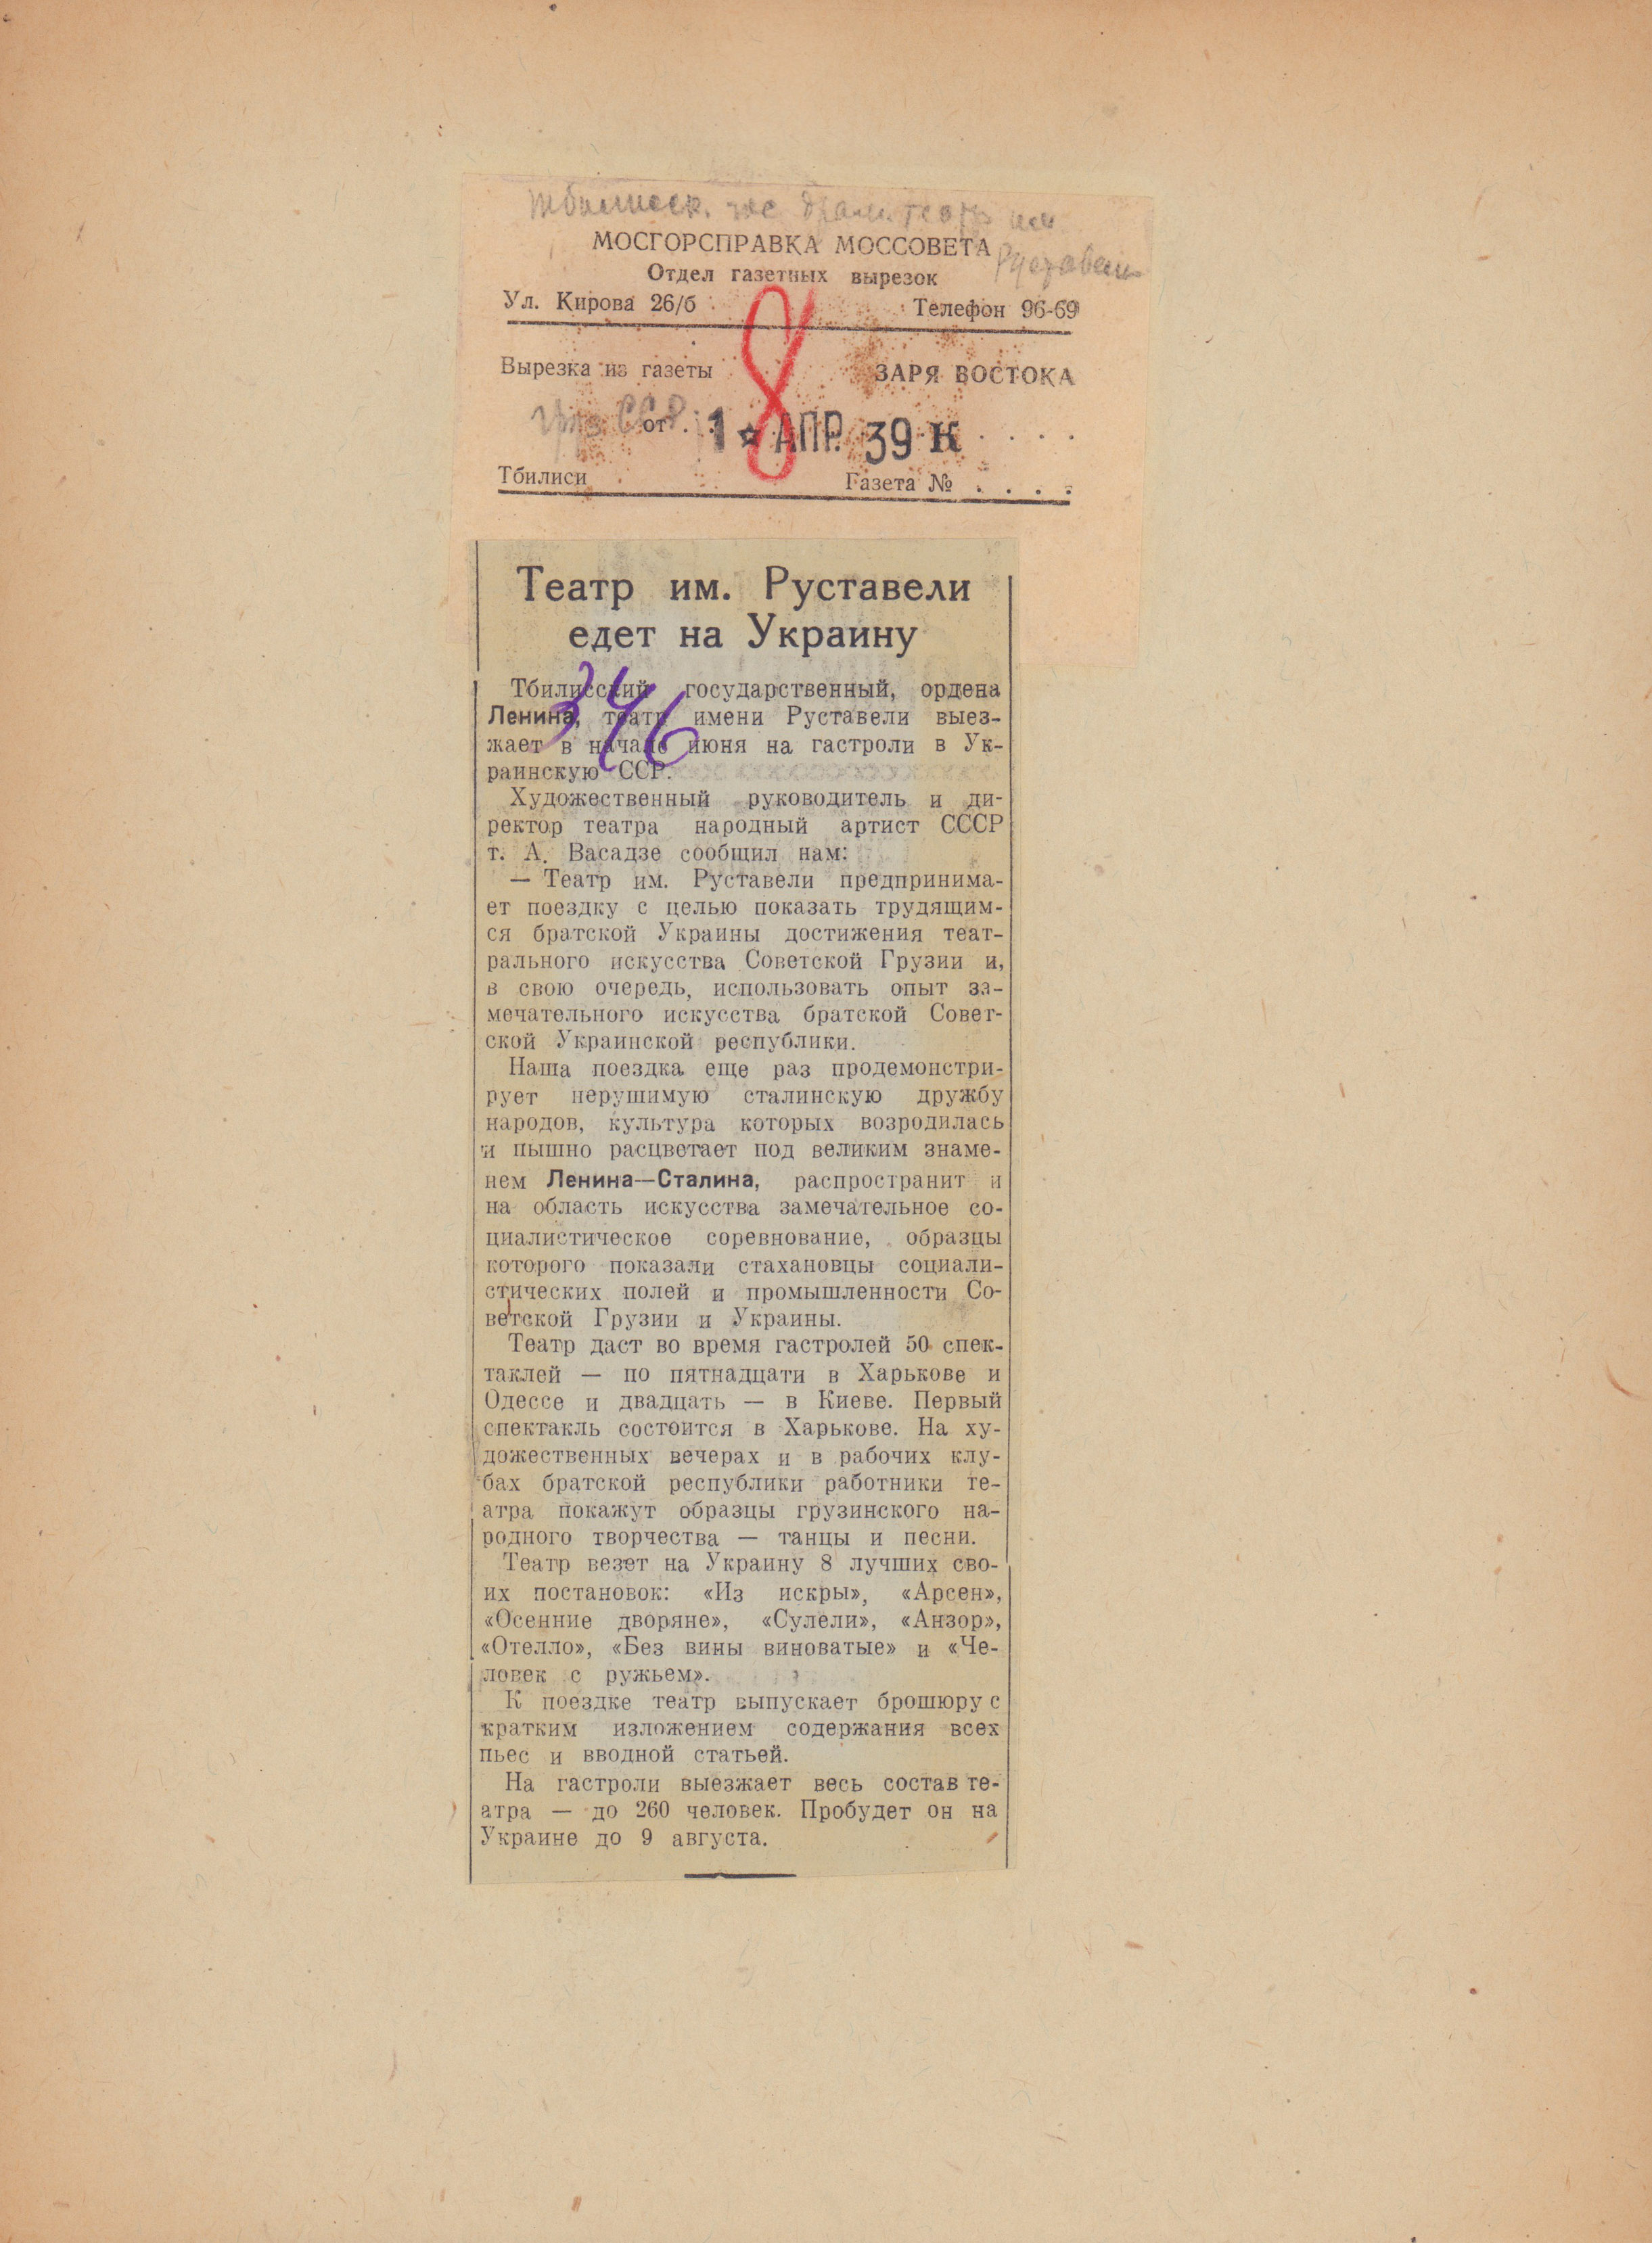 Тбилисск. гос драм. театр им
Руставели
МОСГОРСПРАВКА МОССОВЕТА
Отдел газетных вырезок
Ул. Кирова 26/б Телефон 96-69
8
Вырезка из газеты ЗАРЯ ВОСТОКА
Груз. ССР от 1 ☆ АПР. 39 К
Тбилиси Газета №
Театр им. Руставели
едет на Украину
346
Тбилисский государственный, ордена
Ленина, театр имени Руставели выез-
жает в начале июня на гастроли в Ук-
раинскую ССР.
Художественный руководитель и ди-
ректор театра народный артист СССР
т. А. Васадзе сообщил нам:
— Театр им. Руставели предпринима-
ет поездку с целью показать трудящим-
ся братской Украины достижения теат-
рального искусства Советской Грузии и,
в свою очередь, использовать опыт за-
мечательного искусства братской Совет-
ской Украинской республики.
Наша поездка еще раз продемонстри-
рует нерушимую сталинскую дружбу
народов, культура которых возродилась
и пышно расцветает под великим знаме-
нем Ленина—Сталина, распространит и
на область искусства замечательное со-
циалистическое соревнование, образцы
которого показали стахановцы социали-
стических полей и промышленности Со-
ветской Грузии и Украины.
Театр даст во время гастролей 50 спек-
таклей — по пятнадцати в Харькове и
Одессе и двадцать — в Киеве. Первый
спектакль состоится в Харькове. На ху-
дожественных вечерах и в рабочих клу-
бах братской республики работники те-
атра покажут образцы грузинского на-
родного творчества — танцы и песни.
Театр везет на Украину 8 лучших сво-
их постановок: «Из искры», «Арсен»,
«Осенние дворяне», «Сулели», «Анзор»,
«Отелло», «Без вины виноватые» и «Че-
ловек с ружьем».
К поездке театр выпускает брошюру с
кратким изложением содержания всех
пьес и вводной статьей.
На гастроли выезжает весь состав те-
атра — до 260 человек. Пробудет он на
Украине до 9 августа.